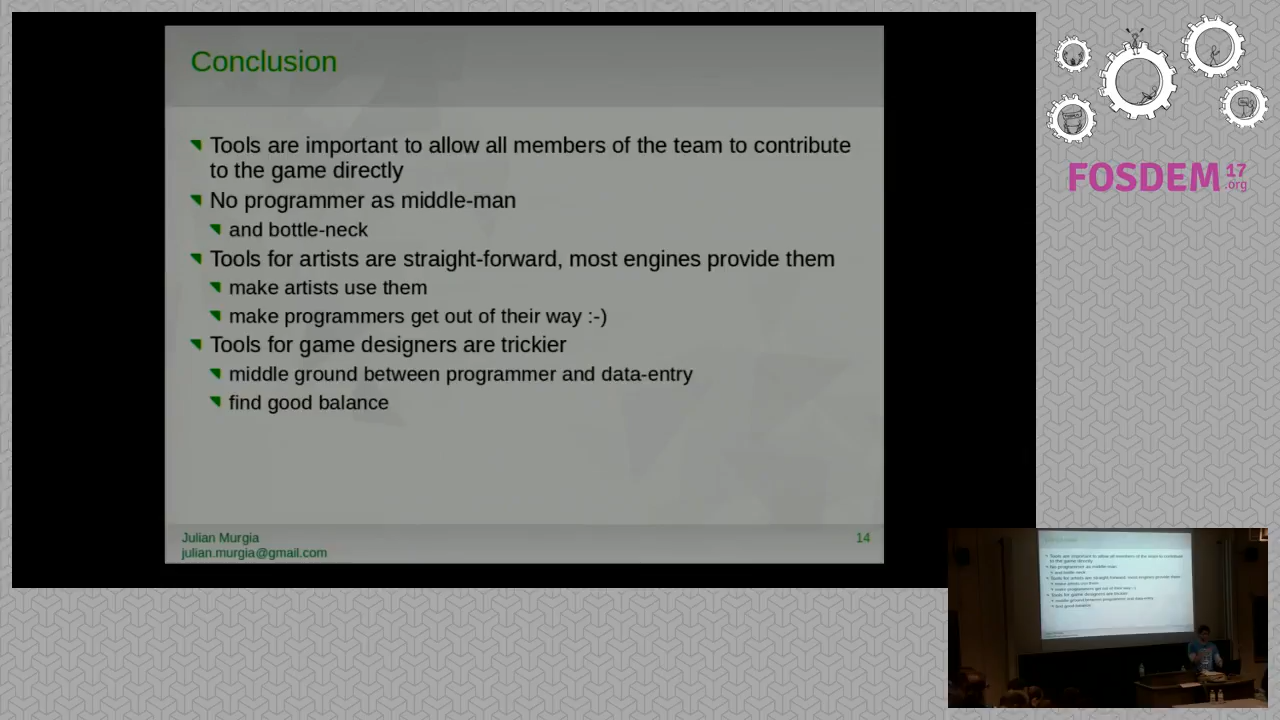 Conclusion
Tools are important to allow all members of the team to contribute
to the game directly
No programmer as middle-man
and bottle-neck
Tools for artists are straight-forward, most engines provide them
make artists use them
make programmers get out of their way :-)
Tools for game designers are trickier
middle ground between programmer and data-entry
find good balance
Julian Murgia
julian.murgia@gmail.com
14
FOSDEM 17
.org